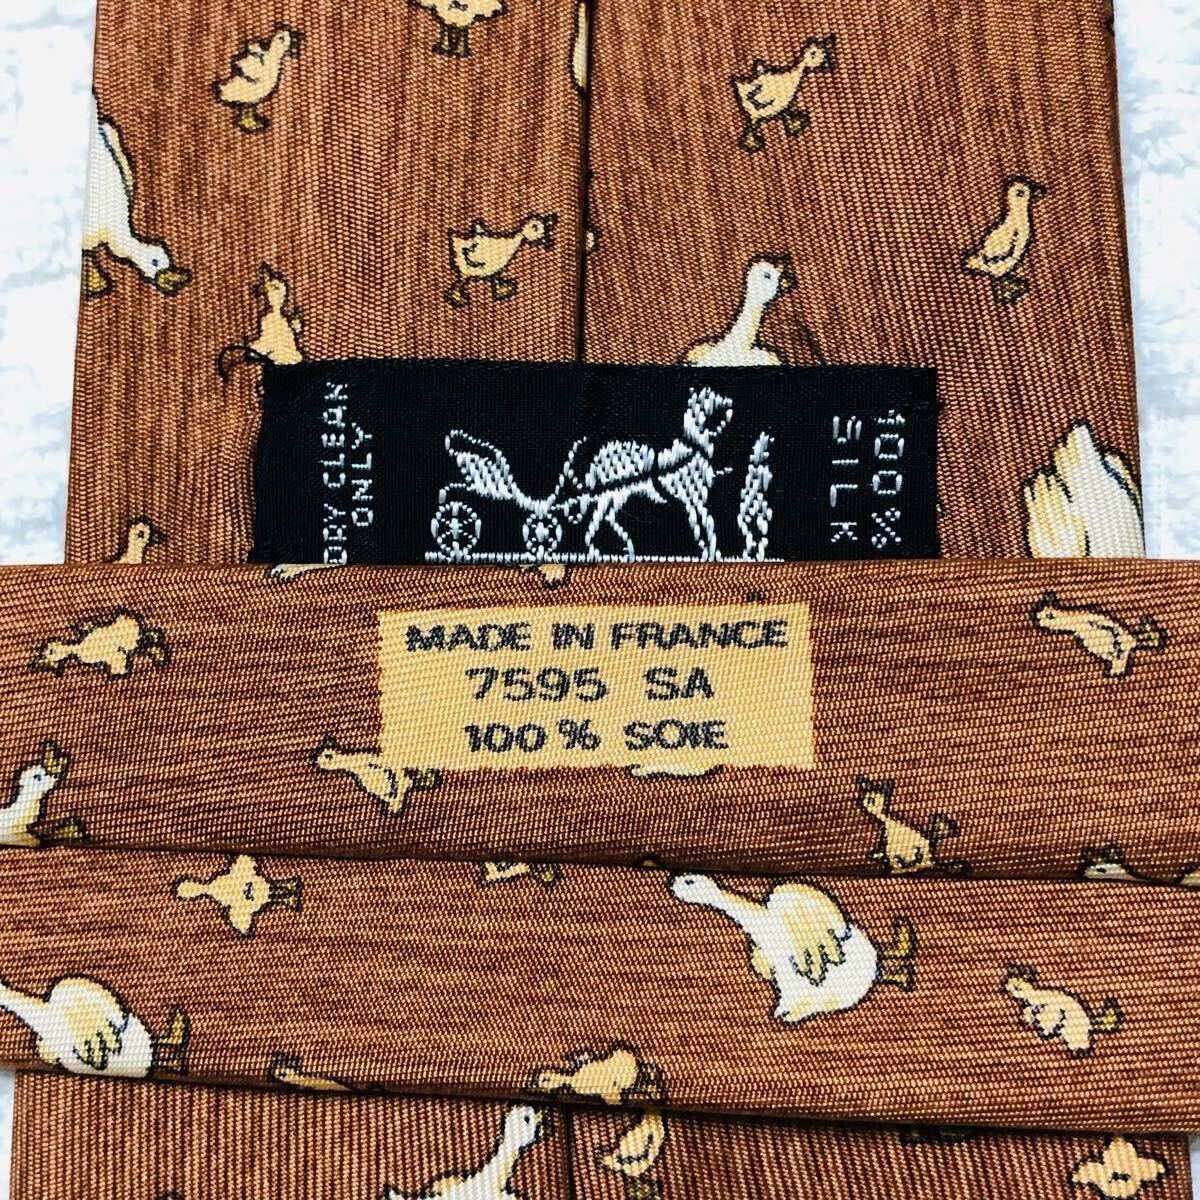 DRY CLEAN
ONLY
100%
SILK
MADE IN FRANCE
7595 SA
100% SOIE